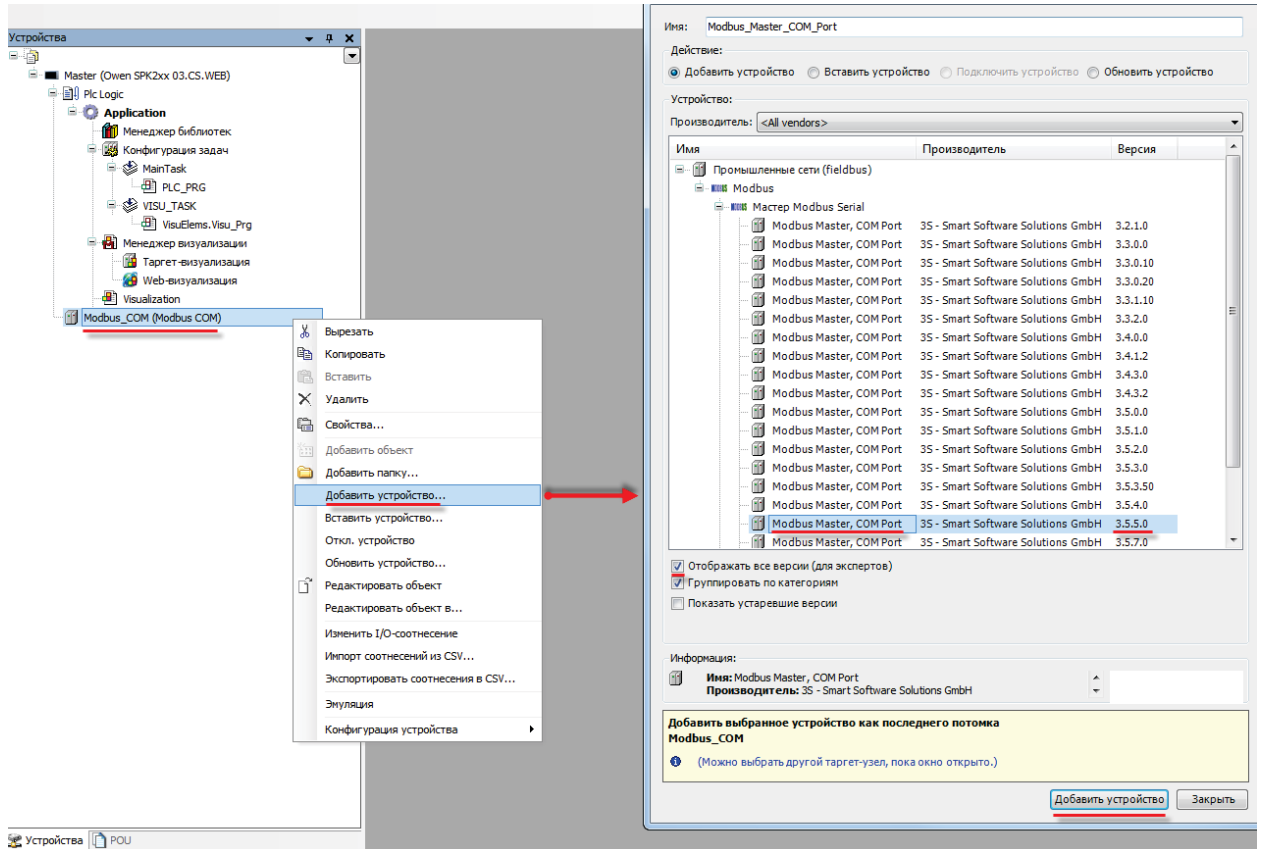 Устройства
Master (Owen SPK2xx 03.CS.WEB)
Plc Logic
Application
Менеджер библиотек
Конфигурация задач
MainTask
PLC_PRG
VISU_TASK
VisuElems.Visu_Prg
Менеджер визуализации
Таргет-визуализация
Web-визуализация
Visualization
Modbus_COM (Modbus COM)
Вырезать
Копировать
Вставить
Удалить
Свойства...
Добавить объект
Добавить папку...
Добавить устройство...
Вставить устройство...
Откл. устройство
Обновить устройство...
Редактировать объект
Редактировать объект в...
Изменить I/O-соотнесение
Импорт соотнесений из CSV...
Экспортировать соотнесения в CSV...
Эмуляция
Конфигурация устройства
Устройства POU
Имя: Modbus_Master_COM_Port
Действие:
Добавить устройство Вставить устройство Подключить устройство Обновить устройство
Устройство:
Производитель: <All vendors>
Имя Производитель Версия
Промышленные сети (fieldbus)
MODBUS Modbus
MODBUS Мастер Modbus Serial
Modbus Master, COM Port 3S - Smart Software Solutions GmbH 3.2.1.0
Modbus Master, COM Port 3S - Smart Software Solutions GmbH 3.3.0.0
Modbus Master, COM Port 3S - Smart Software Solutions GmbH 3.3.0.10
Modbus Master, COM Port 3S - Smart Software Solutions GmbH 3.3.0.20
Modbus Master, COM Port 3S - Smart Software Solutions GmbH 3.3.1.10
Modbus Master, COM Port 3S - Smart Software Solutions GmbH 3.3.2.0
Modbus Master, COM Port 3S - Smart Software Solutions GmbH 3.4.0.0
Modbus Master, COM Port 3S - Smart Software Solutions GmbH 3.4.1.2
Modbus Master, COM Port 3S - Smart Software Solutions GmbH 3.4.3.0
Modbus Master, COM Port 3S - Smart Software Solutions GmbH 3.4.3.2
Modbus Master, COM Port 3S - Smart Software Solutions GmbH 3.5.0.0
Modbus Master, COM Port 3S - Smart Software Solutions GmbH 3.5.1.0
Modbus Master, COM Port 3S - Smart Software Solutions GmbH 3.5.2.0
Modbus Master, COM Port 3S - Smart Software Solutions GmbH 3.5.3.0
Modbus Master, COM Port 3S - Smart Software Solutions GmbH 3.5.3.50
Modbus Master, COM Port 3S - Smart Software Solutions GmbH 3.5.4.0
Modbus Master, COM Port 3S - Smart Software Solutions GmbH 3.5.5.0
Modbus Master, COM Port 3S - Smart Software Solutions GmbH 3.5.7.0
Отображать все версии (для экспертов)
Группировать по категориям
Показать устаревшие версии
Информация:
Имя: Modbus Master, COM Port
Производитель: 3S - Smart Software Solutions GmbH
Добавить выбранное устройство как последнего потомка
Modbus_COM
(Можно выбрать другой таргет-узел, пока окно открыто.)
Добавить устройство Закрыть